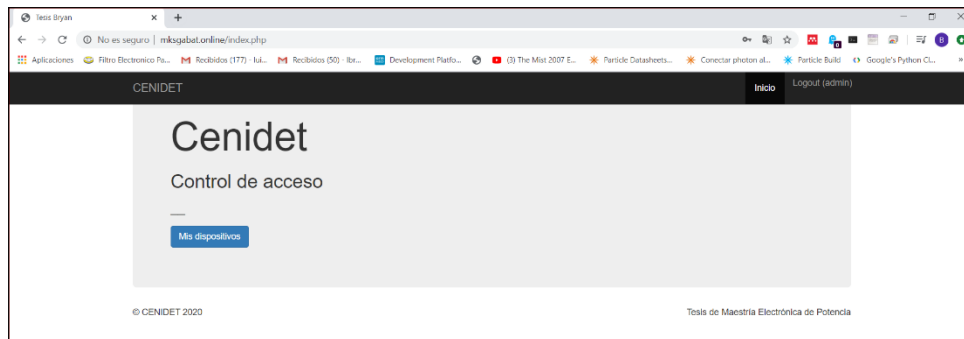 Tesis Bryan
No es seguro | mksgabat.online/index.php
Aplicaciones Filtro Electronico Pa... Recibidos (177) - lui... Recibidos (50) - lbr... Development Platfo... (3) The Mist 2007 E... Particle Datasheets... Conectar photon al... Particle Build Google's Python Cl... »
CENIDET Inicio Logout (admin)
Cenidet
Control de acceso
Mis dispositivos
© CENIDET 2020 Tesis de Maestría Electrónica de Potencia